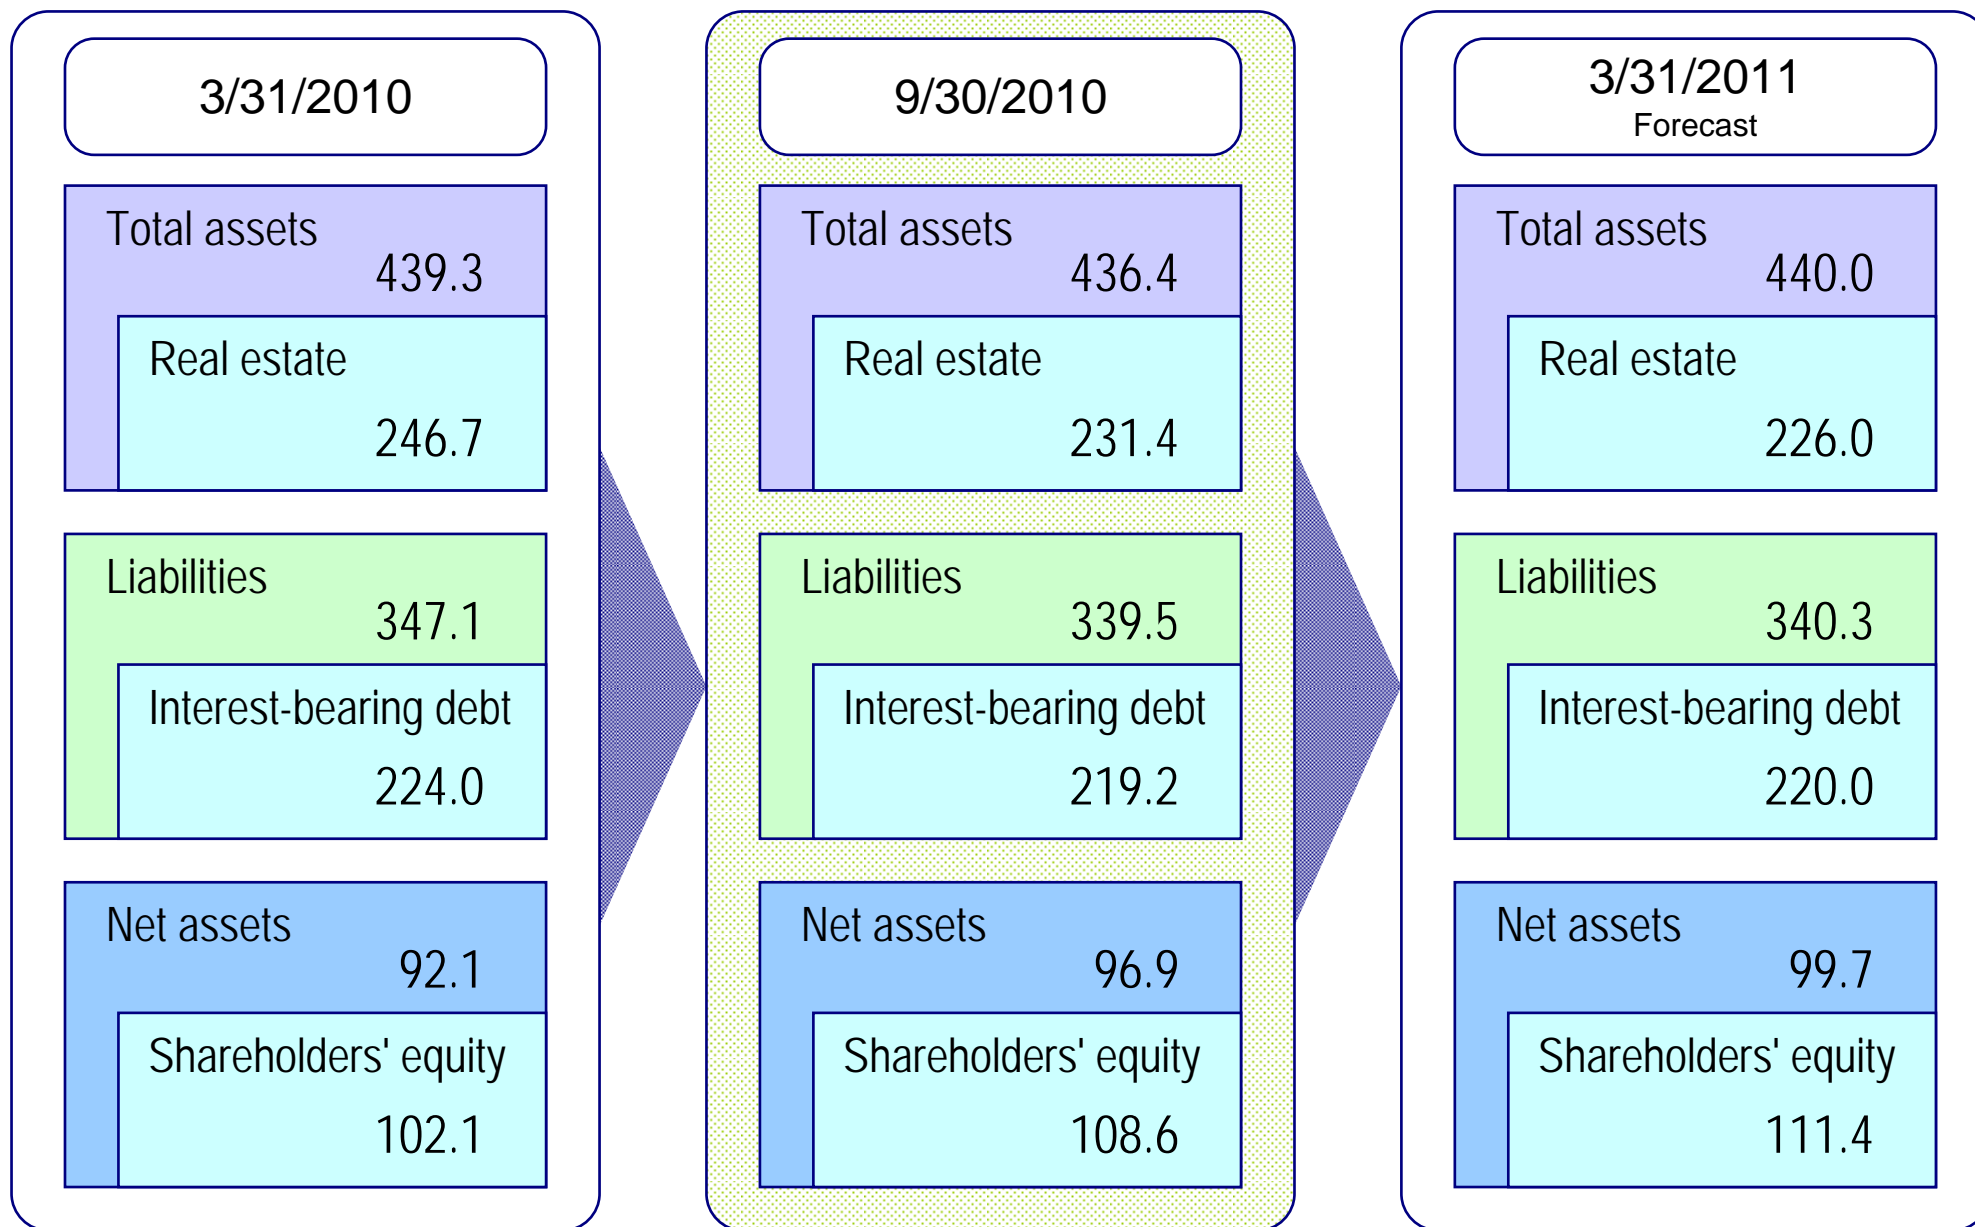 3/31/2010
Total assets
439.3
Real estate
246.7
Liabilities
347.1
Interest-bearing debt
224.0
Net assets
92.1
Shareholders' equity
102.1
9/30/2010
Total assets
436.4
Real estate
231.4
Liabilities
339.5
Interest-bearing debt
219.2
Net assets
96.9
Shareholders' equity
108.6
3/31/2011
Forecast
Total assets
440.0
Real estate
226.0
Liabilities
340.3
Interest-bearing debt
220.0
Net assets
99.7
Shareholders' equity
111.4